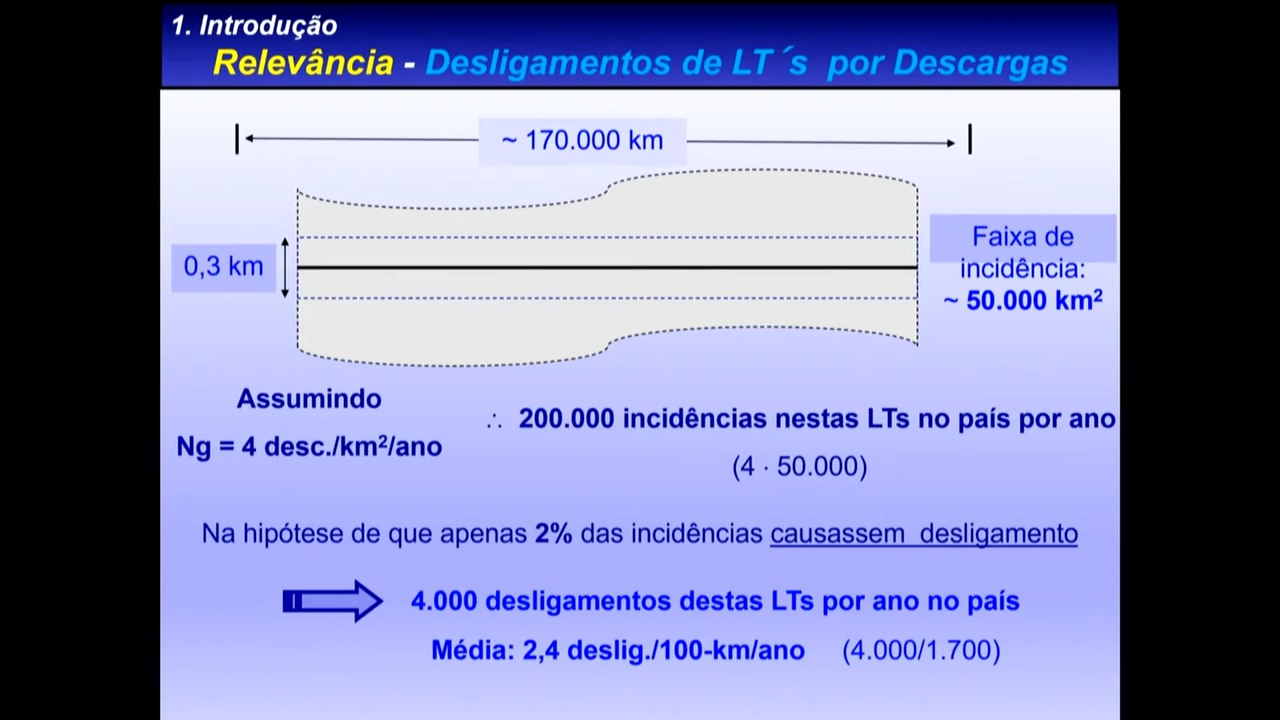 1. Introdução
Relevância - Desligamentos de LT´s por Descargas
~ 170.000 km
0,3 km
Faixa de
incidência:
~ 50.000 km²
Assumindo
Ng = 4 desc./km²/ano
∴ 200.000 incidências nestas LTs no país por ano
(4 · 50.000)
Na hipótese de que apenas 2% das incidências causassem desligamento
4.000 desligamentos destas LTs por ano no país
Média: 2,4 deslig./100-km/ano (4.000/1.700)